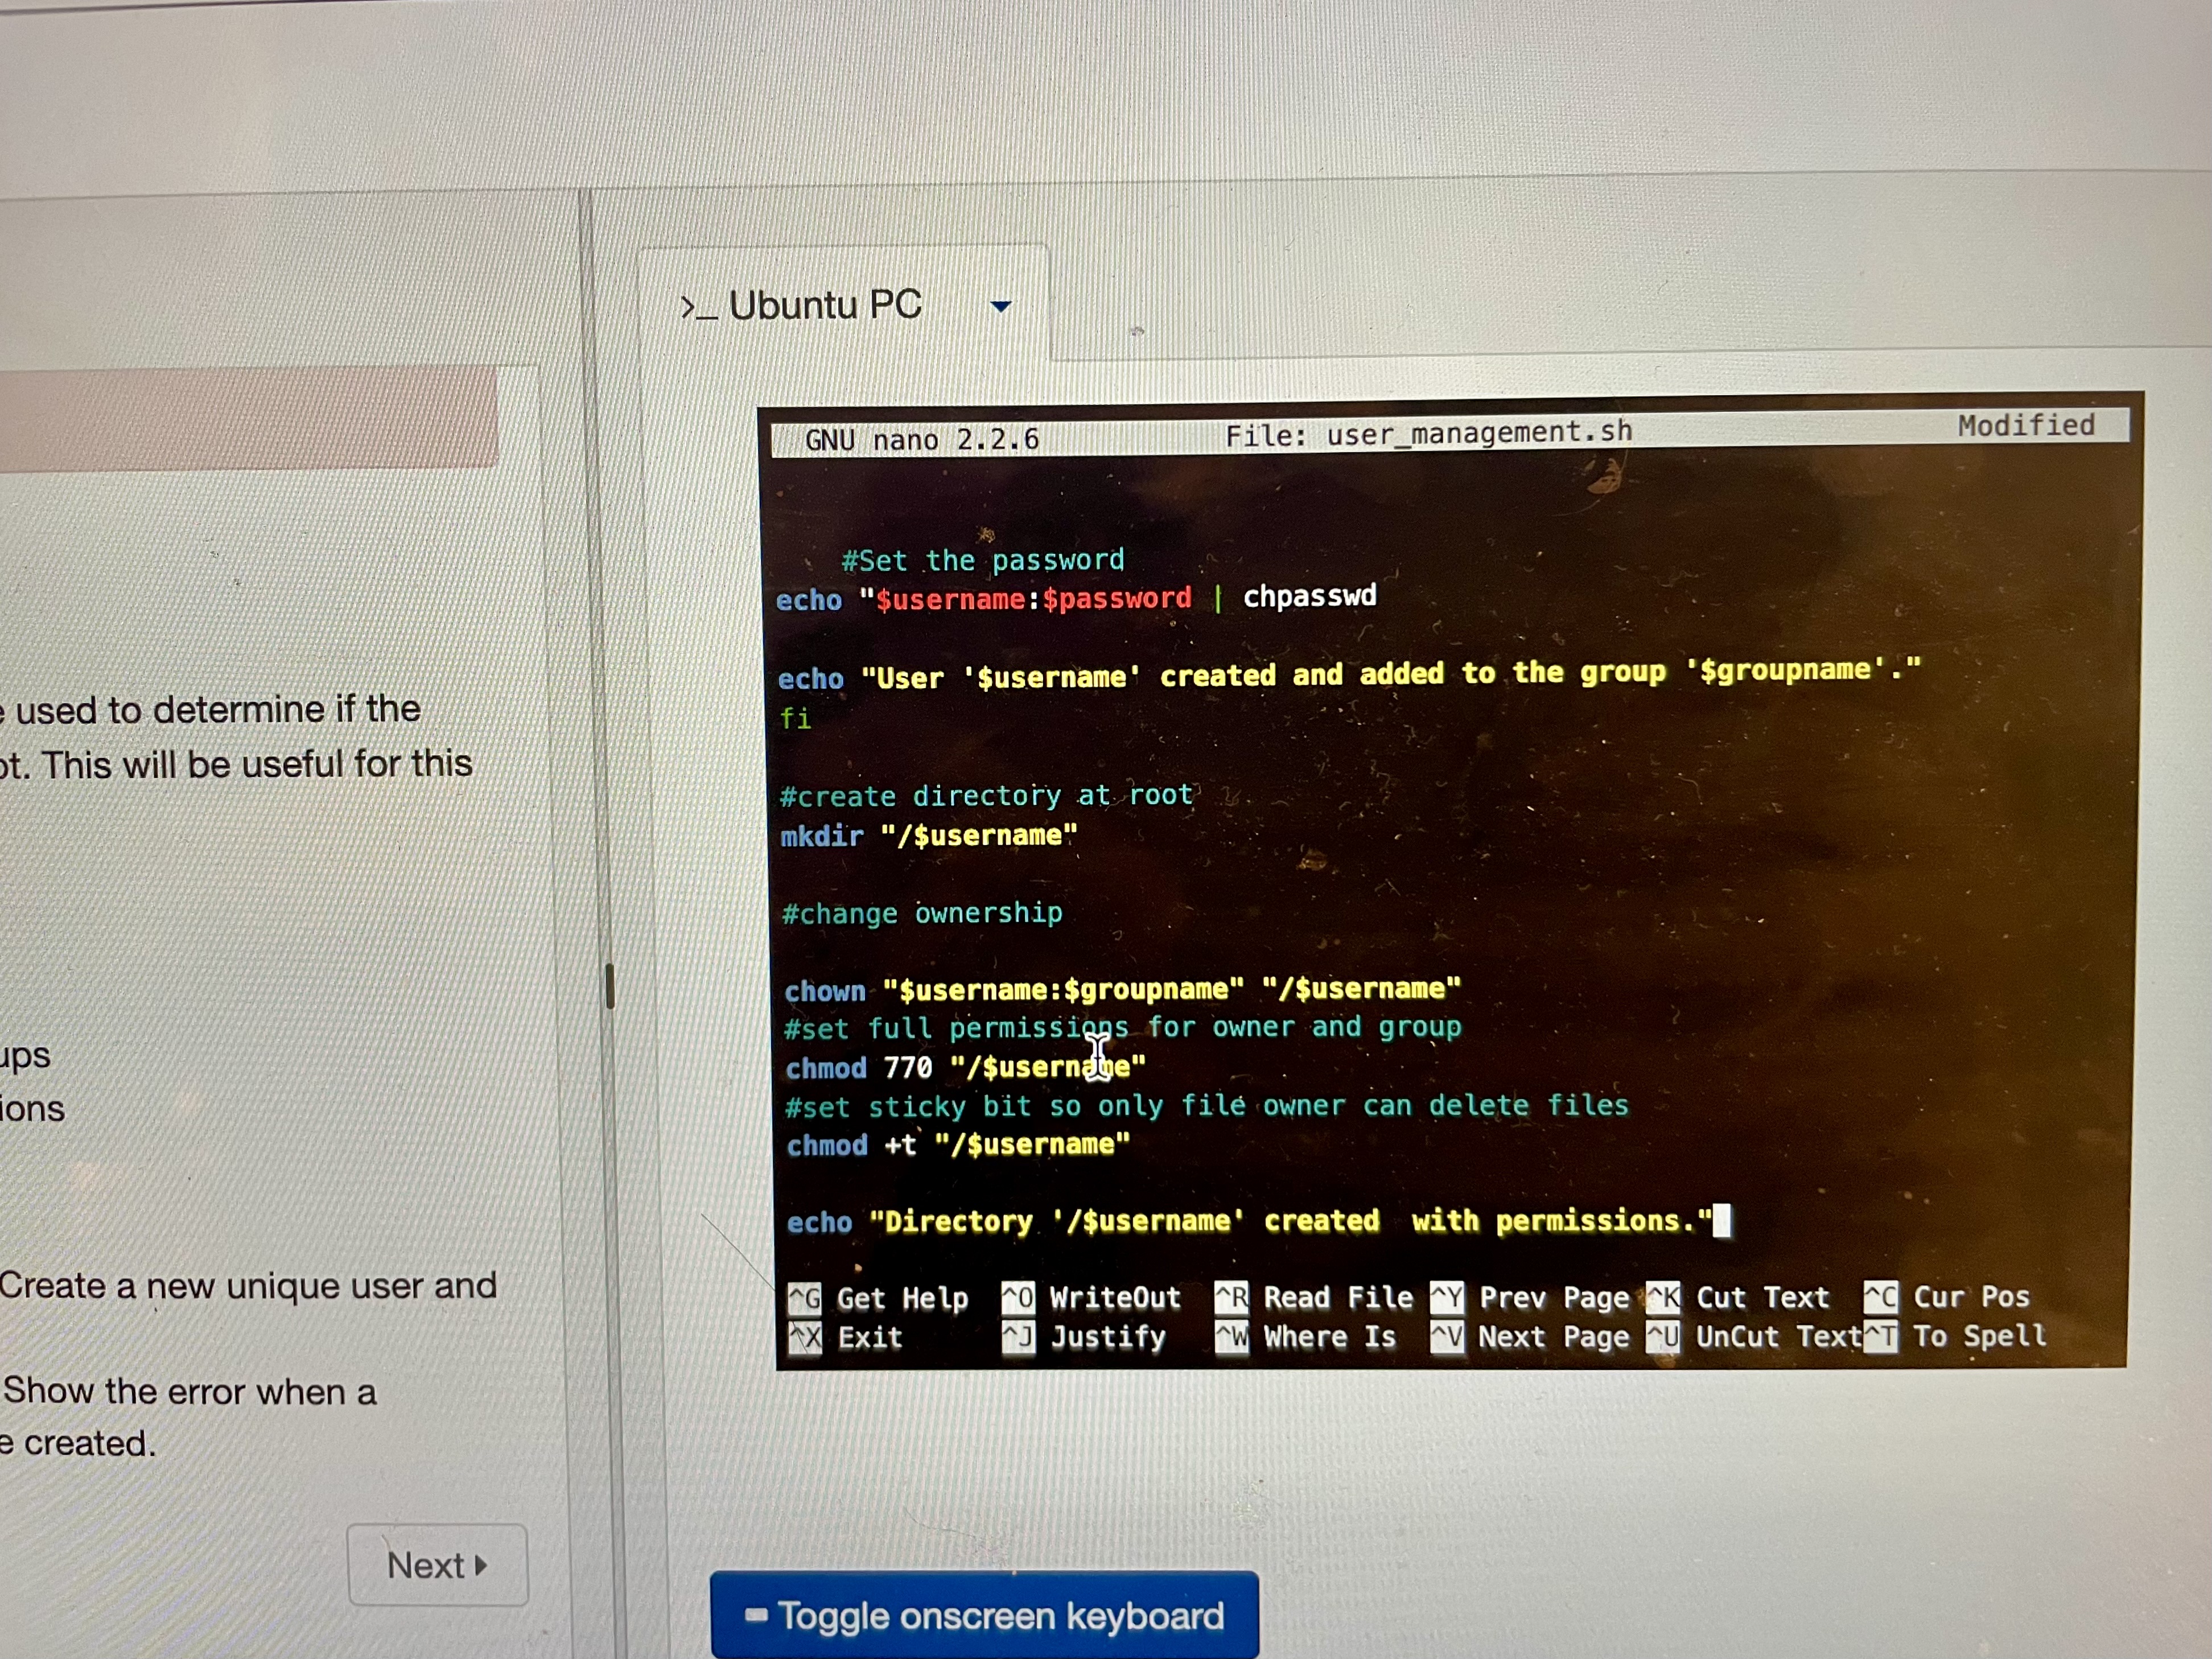 >_ Ubuntu PC
GNU nano 2.2.6 File: user_management.sh Modified
#Set the password
echo "$username:$password | chpasswd
echo "User '$username' created and added to the group '$groupname'."
fi
#create directory at root
mkdir "/$username"
#change ownership
chown "$username:$groupname" "/$username"
#set full permissions for owner and group
chmod 770 "/$username"
#set sticky bit so only file owner can delete files
chmod +t "/$username"
echo "Directory '/$username' created  with permissions."
^G Get Help ^O WriteOut ^R Read File ^Y Prev Page ^K Cut Text ^C Cur Pos
^X Exit ^J Justify ^W Where Is ^V Next Page ^U UnCut Text ^T To Spell
used to determine if the
ot. This will be useful for this
ups
ions
Create a new unique user and
Show the error when a
e created.
Next
Toggle onscreen keyboard